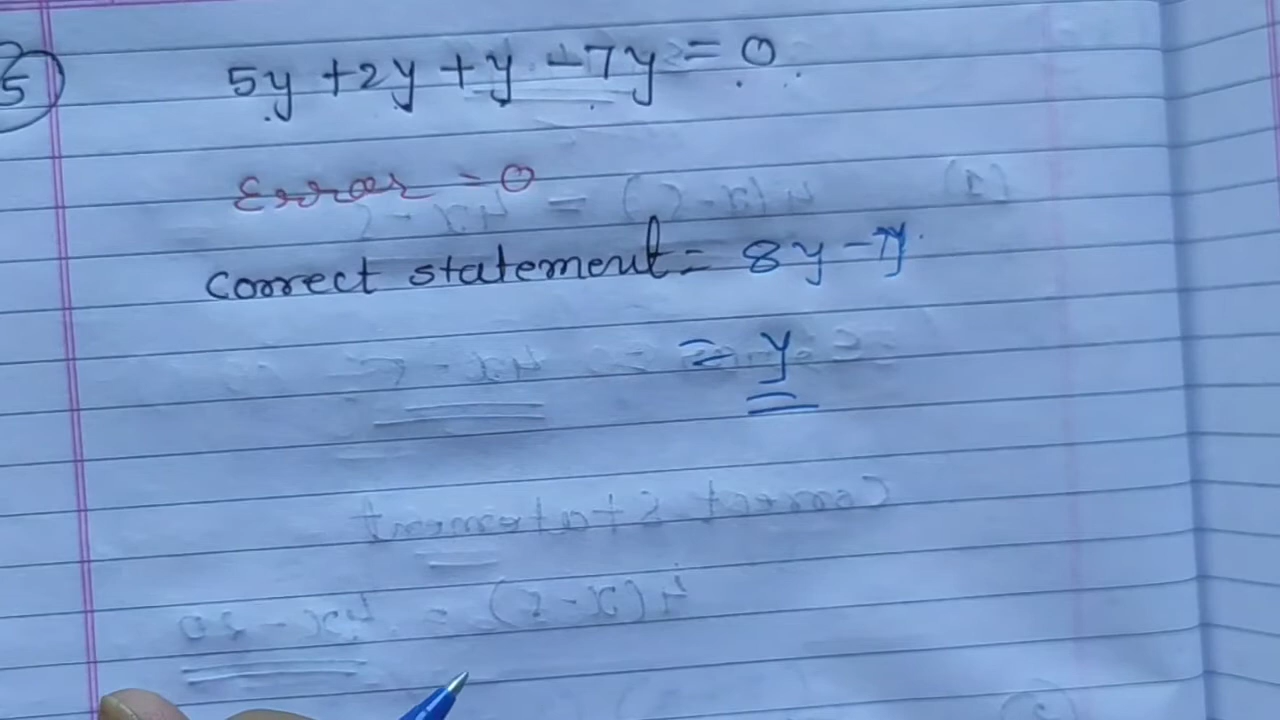 5 5y + 2y + y - 7y = 0
Error = 0
correct statement = 8y - 7y
= y